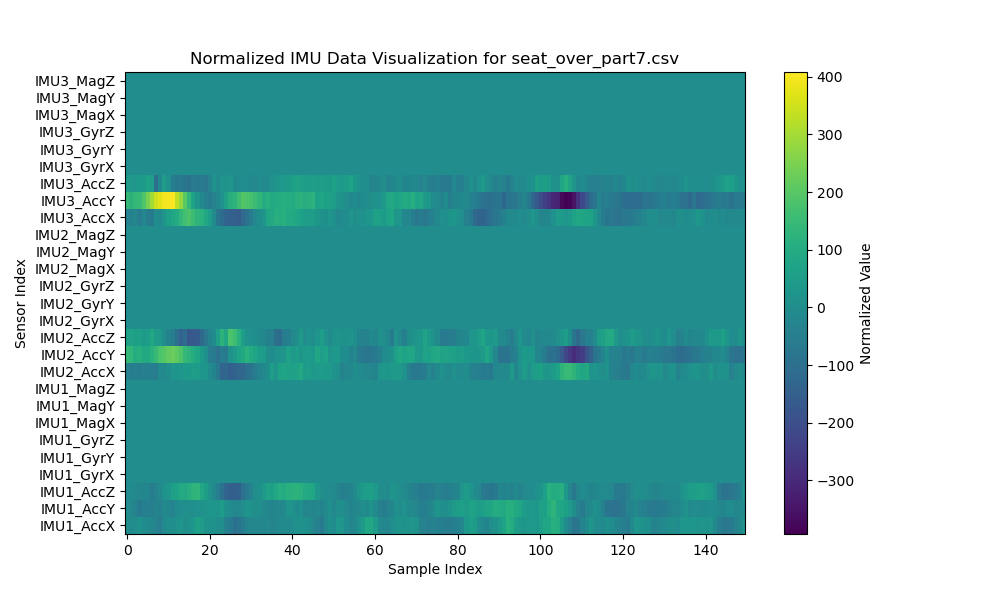 Normalized IMU Data Visualization for seat_over_part7.csv
IMU3_MagZ
IMU3_MagY
IMU3_MagX
IMU3_GyrZ
IMU3_GyrY
IMU3_GyrX
IMU3_AccZ
IMU3_AccY
IMU3_AccX
IMU2_MagZ
IMU2_MagY
IMU2_MagX
IMU2_GyrZ
IMU2_GyrY
IMU2_GyrX
IMU2_AccZ
IMU2_AccY
IMU2_AccX
IMU1_MagZ
IMU1_MagY
IMU1_MagX
IMU1_GyrZ
IMU1_GyrY
IMU1_GyrX
IMU1_AccZ
IMU1_AccY
IMU1_AccX
Sensor Index
0 20 40 60 80 100 120 140
Sample Index
400
300
200
100
0
−100
−200
−300
Normalized Value